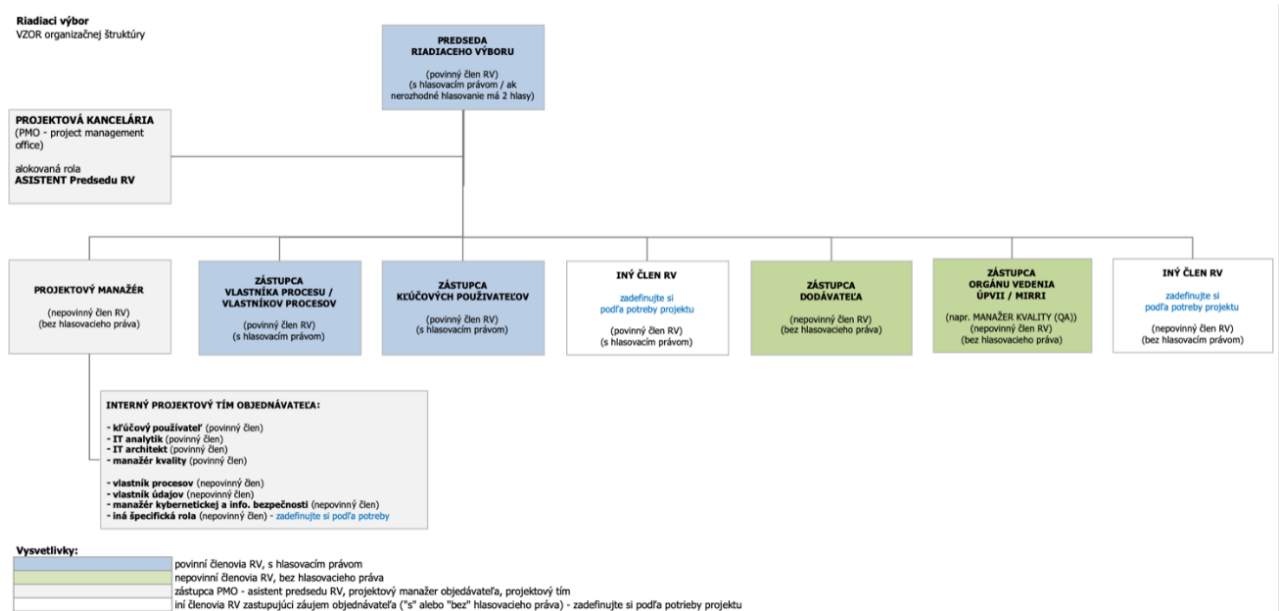 Riadiaci výbor
VZOR organizačnej štruktúry
PREDSEDA
RIADIACEHO VÝBORU
(povinný člen RV)
(s hlasovacím právom / ak
nerozhodné hlasovanie má 2 hlasy)
PROJEKTOVÁ KANCELÁRIA
(PMO - project management
office)
alokovaná rola
ASISTENT Predsedu RV
PROJEKTOVÝ MANAŽÉR
(nepovinný člen RV)
(bez hlasovacieho práva)
ZÁSTUPCA
VLASTNÍKA PROCESU /
VLASTNÍKOV PROCESOV
(povinný člen RV)
(s hlasovacím právom)
ZÁSTUPCA
KĽÚČOVÝCH POUŽÍVATEĽOV
(povinný člen RV)
(s hlasovacím právom)
INÝ ČLEN RV
zadefinujte si
podľa potreby projektu
(povinný člen RV)
(s hlasovacím právom)
ZÁSTUPCA
DODÁVATEĽA
(nepovinný člen RV)
(bez hlasovacieho práva)
ZÁSTUPCA
ORGÁNU VEDENIA
ÚPVII / MIRRI
(napr. MANAŽÉR KVALITY (QA))
(nepovinný člen RV)
(bez hlasovacieho práva)
INÝ ČLEN RV
zadefinujte si
podľa potreby projektu
(nepovinný člen RV)
(bez hlasovacím právom)
INTERNÝ PROJEKTOVÝ TÍM OBJEDNÁVATEĽA:
- kľúčový používateľ (povinný člen)
- IT analytik (povinný člen)
- IT architekt (povinný člen)
- manažér kvality (povinný člen)
- vlastník procesov (nepovinný člen)
- vlastník údajov (nepovinný člen)
- manažér kybernetickej a info. bezpečnosti (nepovinný člen)
- iná špecifická rola (nepovinný člen) - zadefinujte si podľa potreby
Vysvetlivky:
povinní členovia RV, s hlasovacím právom
nepovinní členovia RV, bez hlasovacieho práva
zástupca PMO - asistent predsedu RV, projektový manažer objedávateľa, projektový tím
iní členovia RV zastupujúci záujem objednávateľa ("s" alebo "bez" hlasovacieho práva) - zadefinujte si podľa potrieby projektu